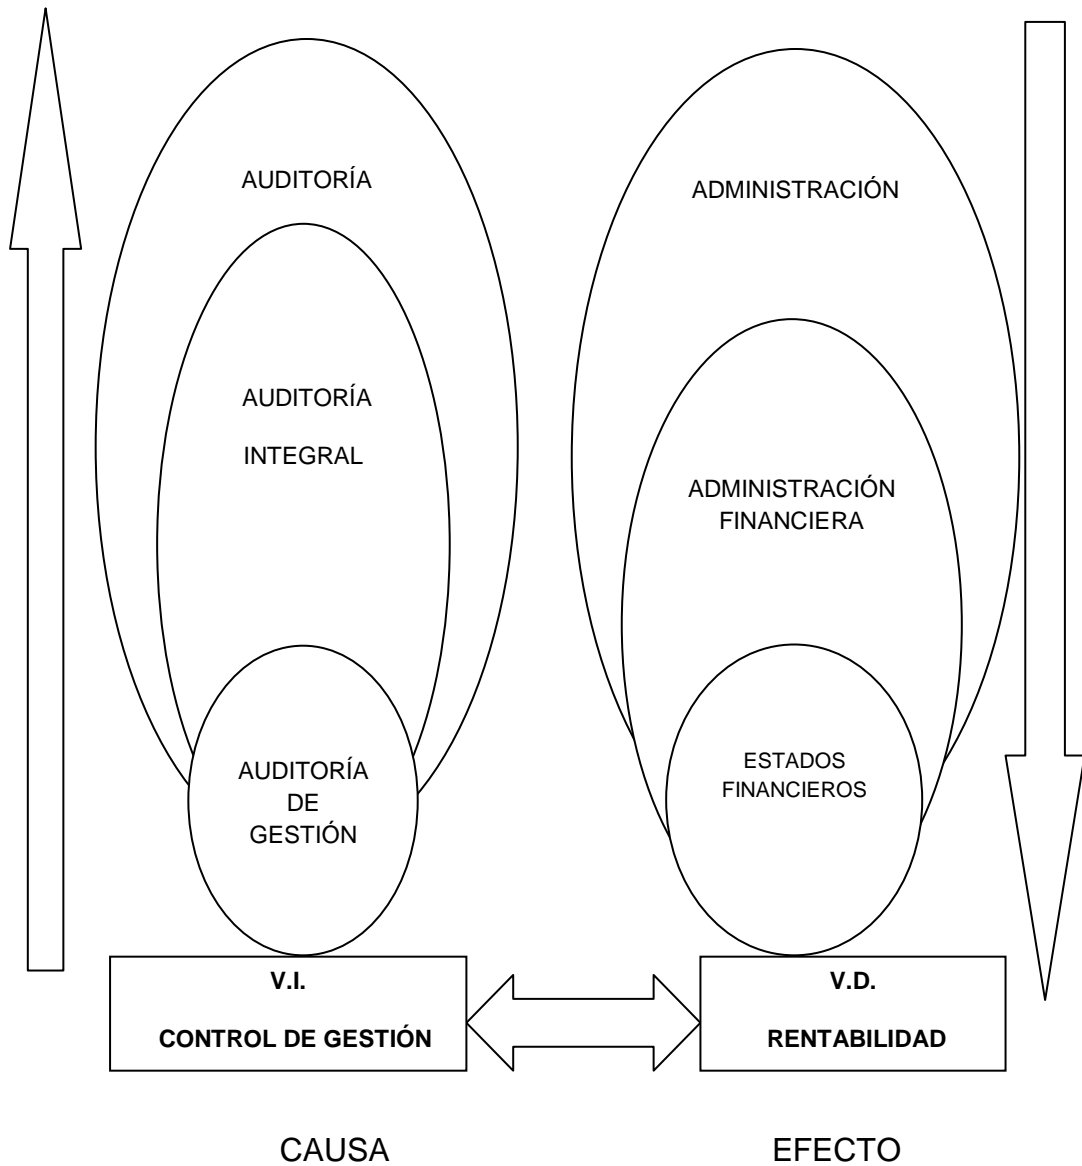 AUDITORÍA
AUDITORÍA
INTEGRAL
AUDITORÍA
DE
GESTIÓN
V.I.
CONTROL DE GESTIÓN
CAUSA
ADMINISTRACIÓN
ADMINISTRACIÓN
FINANCIERA
ESTADOS
FINANCIEROS
V.D.
RENTABILIDAD
EFECTO